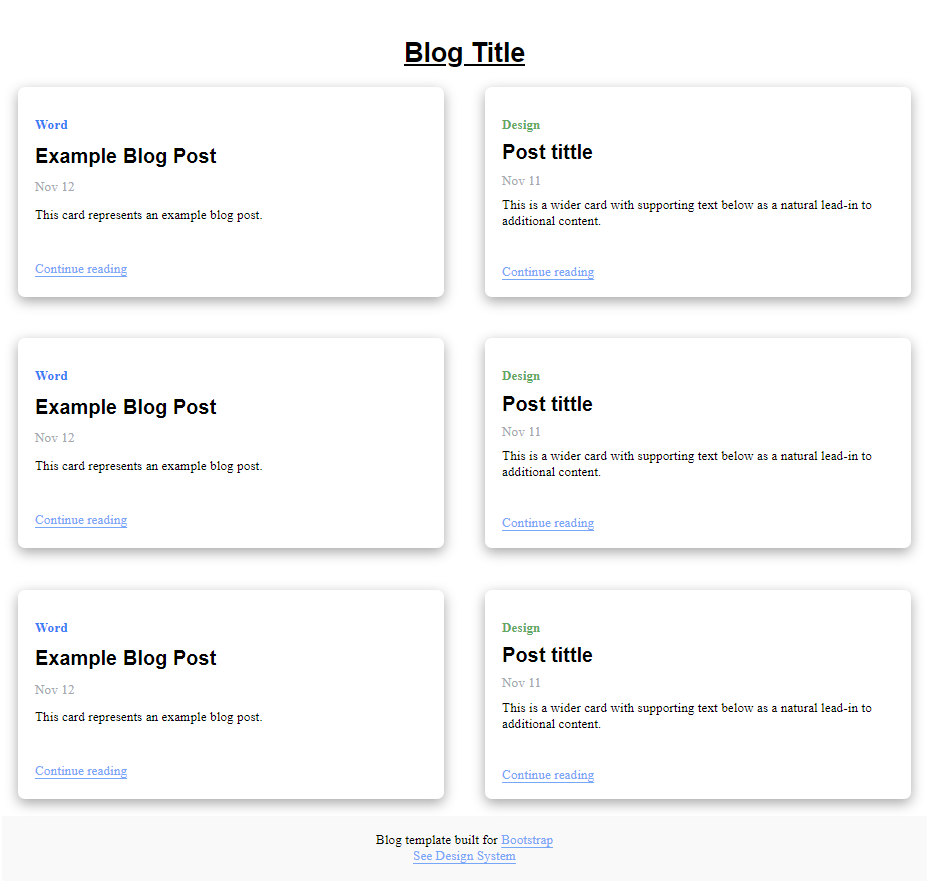 Blog Title
Word
Example Blog Post
Nov 12
This card represents an example blog post.
Continue reading
Design
Post tittle
Nov 11
This is a wider card with supporting text below as a natural lead-in to
additional content.
Continue reading
Word
Example Blog Post
Nov 12
This card represents an example blog post.
Continue reading
Design
Post tittle
Nov 11
This is a wider card with supporting text below as a natural lead-in to
additional content.
Continue reading
Word
Example Blog Post
Nov 12
This card represents an example blog post.
Continue reading
Design
Post tittle
Nov 11
This is a wider card with supporting text below as a natural lead-in to
additional content.
Continue reading
Blog template built for Bootstrap
See Design System